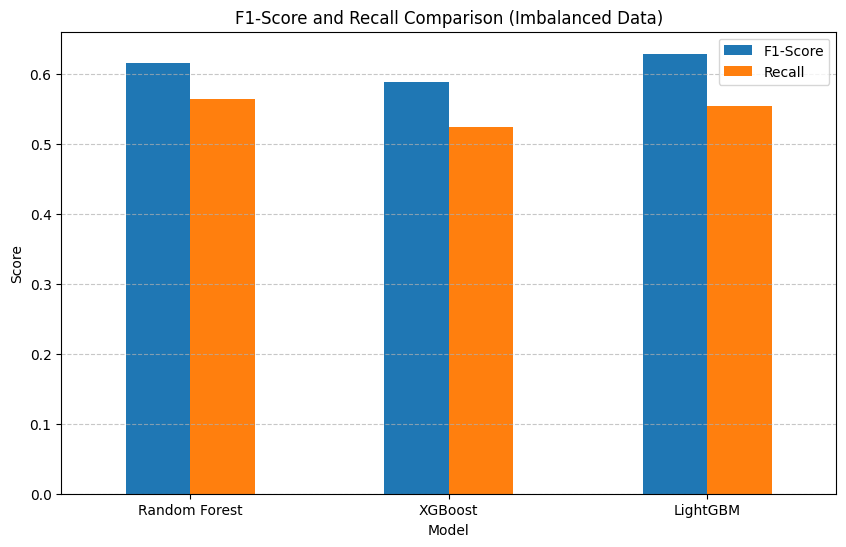 F1-Score and Recall Comparison (Imbalanced Data)
F1-Score
Recall
0.6
0.5
0.4
0.3
0.2
0.1
0.0
Score
Random Forest
XGBoost
LightGBM
Model